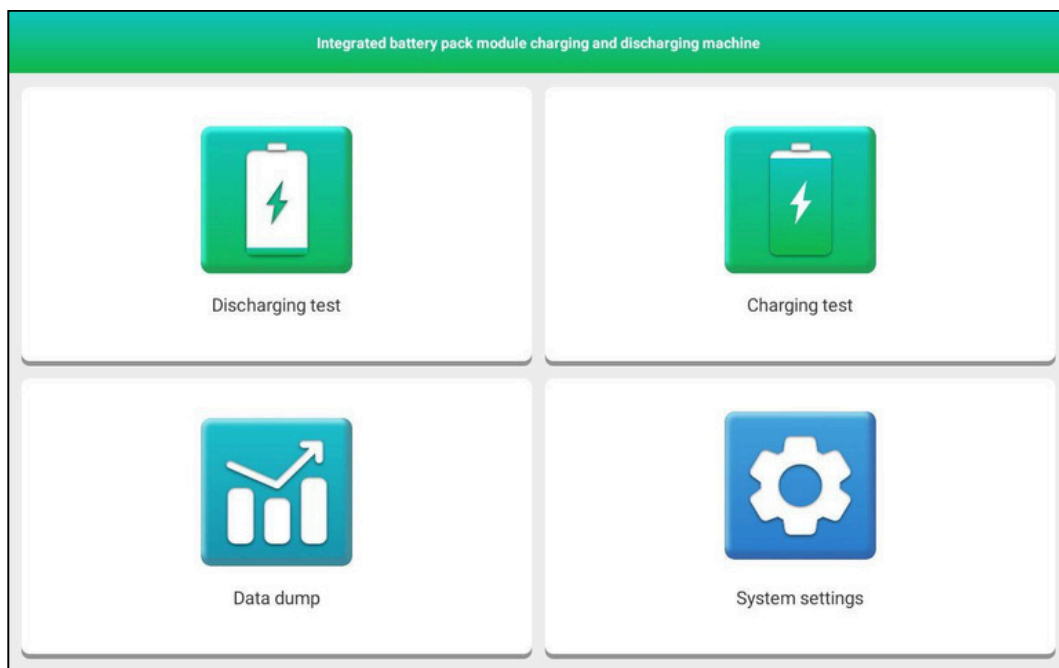 Integrated battery pack module charging and discharging machine
Discharging test
Charging test
Data dump
System settings